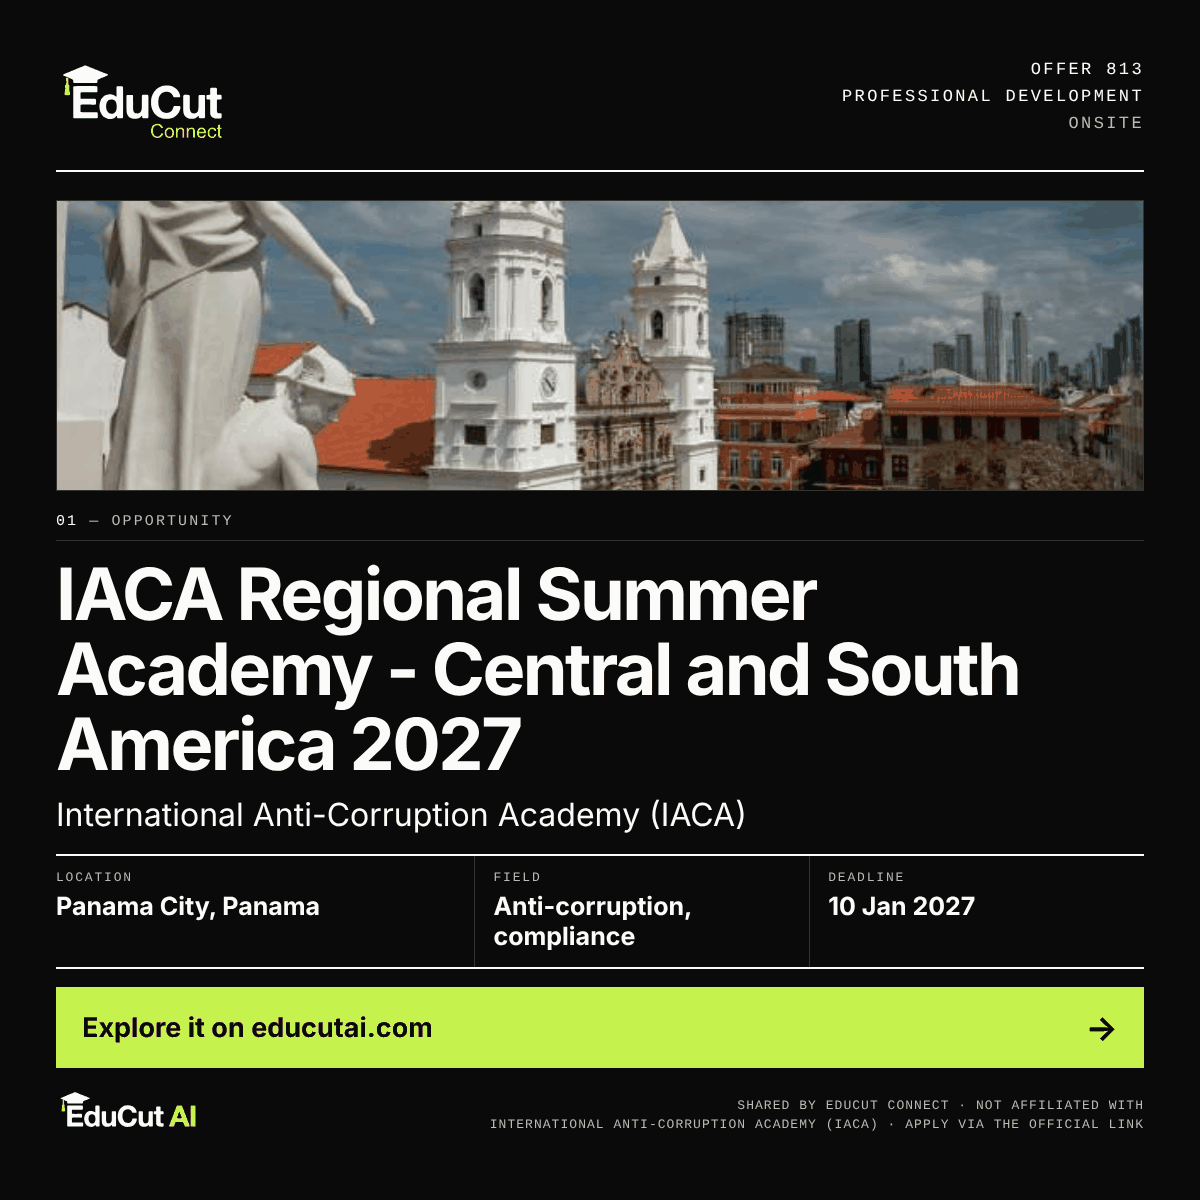 EduCut
Connect
OFFER 813
PROFESSIONAL DEVELOPMENT
ONSITE
01 — OPPORTUNITY
IACA Regional Summer
Academy - Central and South
America 2027
International Anti-Corruption Academy (IACA)
LOCATION
Panama City, Panama
FIELD
Anti-corruption,
compliance
DEADLINE
10 Jan 2027
Explore it on educutai.com →
EduCut AI
SHARED BY EDUCUT CONNECT · NOT AFFILIATED WITH
INTERNATIONAL ANTI-CORRUPTION ACADEMY (IACA) · APPLY VIA THE OFFICIAL LINK